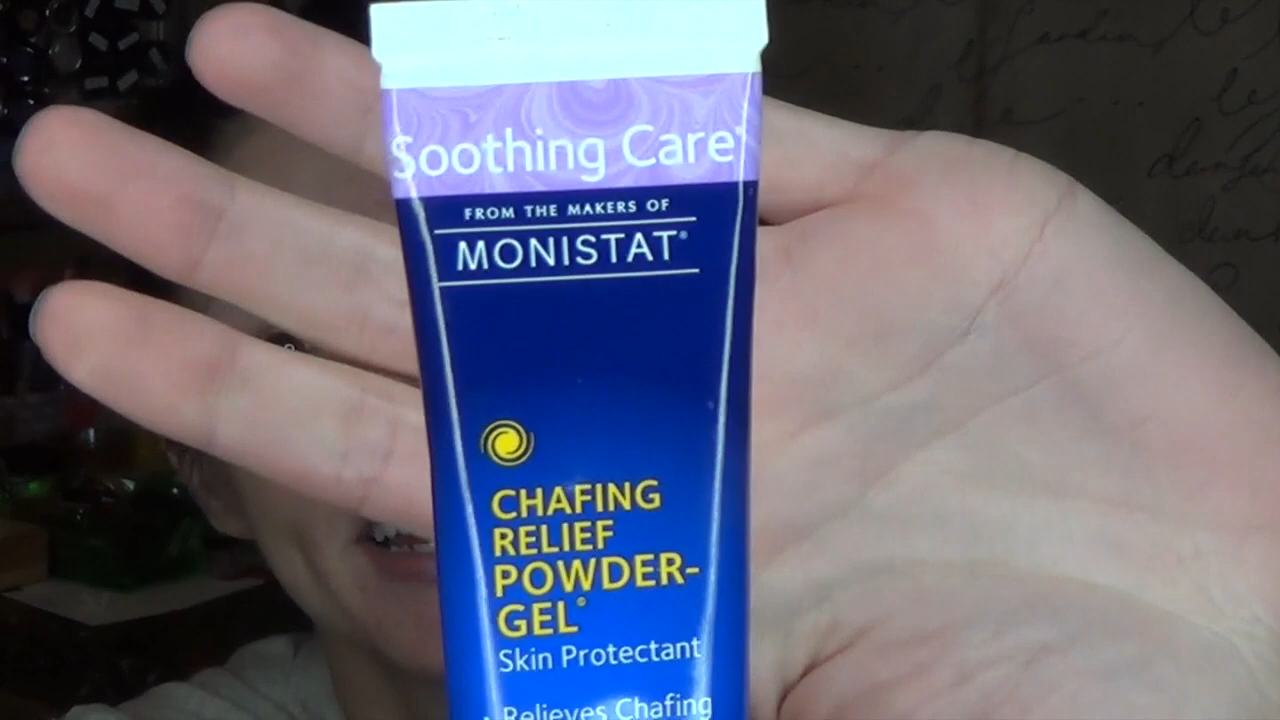 Soothing Care
FROM THE MAKERS OF
MONISTAT®
CHAFING
RELIEF
POWDER-
GEL®
Skin Protectant
• Relieves Chafing